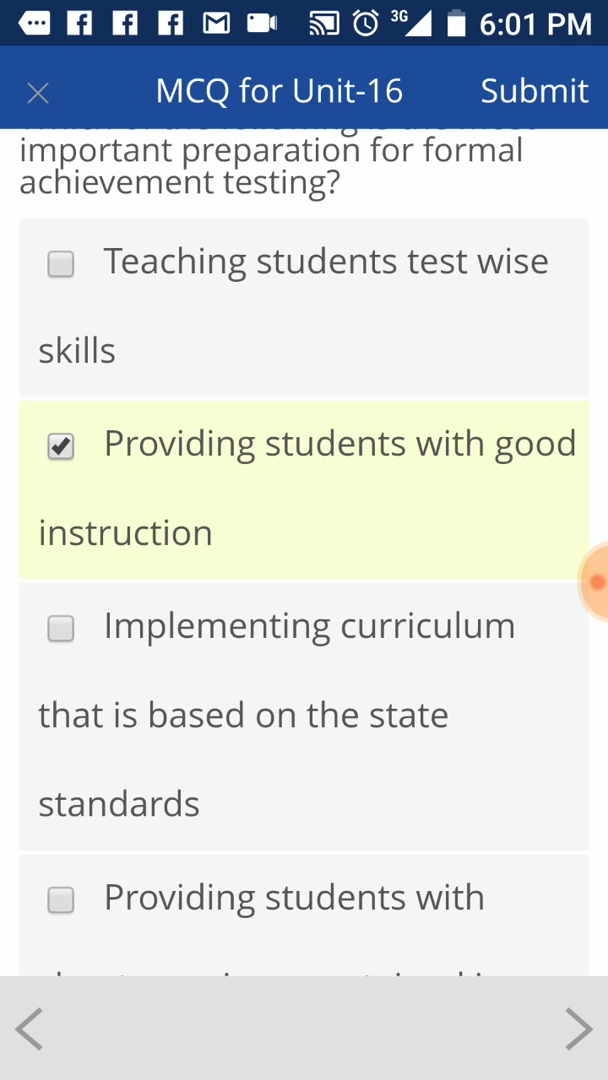 3G 6:01 PM
MCQ for Unit-16 Submit
important preparation for formal
achievement testing?
Teaching students test wise
skills
Providing students with good
instruction
Implementing curriculum
that is based on the state
standards
Providing students with